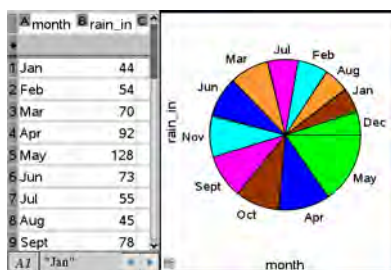 A month B rain_in C
1 Jan 44
2 Feb 54
3 Mar 70
4 Apr 92
5 May 128
6 Jun 73
7 Jul 55
8 Aug 45
9 Sept 78
A1 "Jan"
rain_in
Jul
Feb
Mar
Aug
Jun
Jan
Dec
Nov
May
Sept
Oct
Apr
month